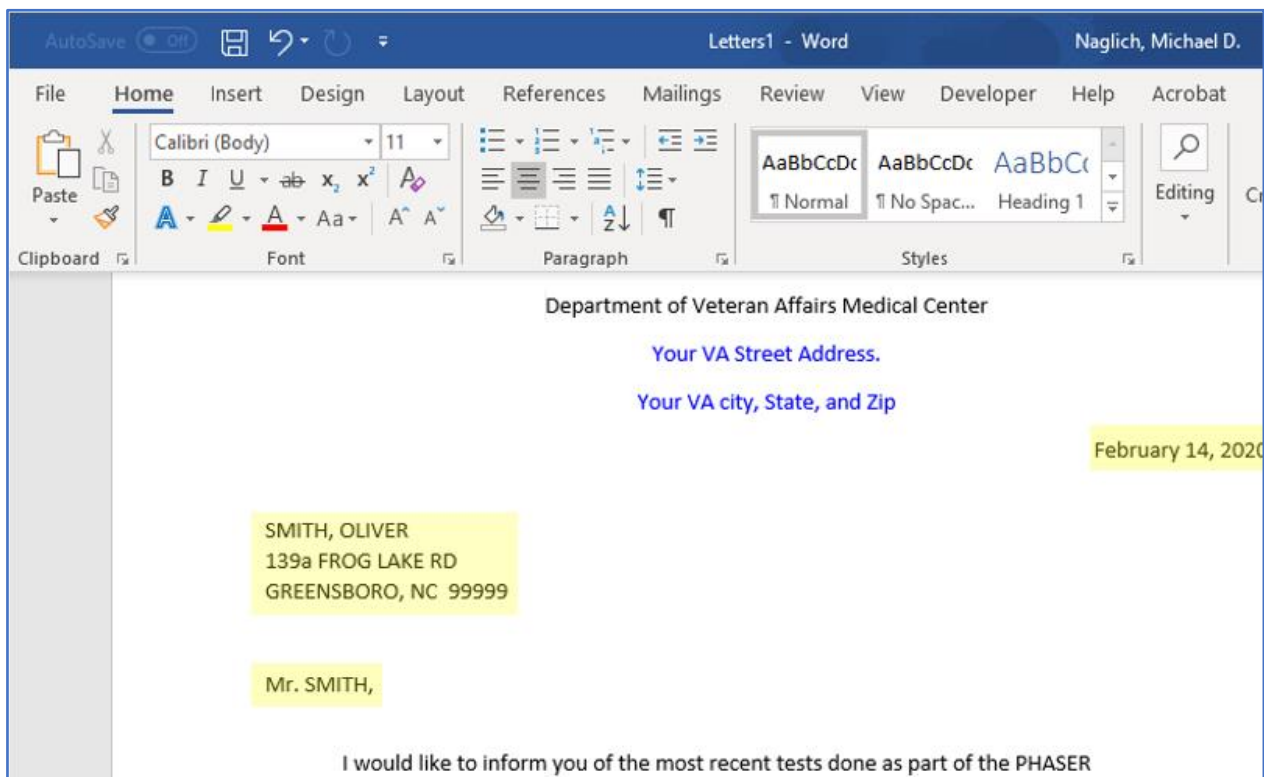 AutoSave Off Letters1 - Word Naglich, Michael D.
File Home Insert Design Layout References Mailings Review View Developer Help Acrobat
Calibri (Body) 11
AaBbCcDc AaBbCcDc AaBbCc
Paste B I U ab x₂ x² A
¶ Normal ¶ No Spac... Heading 1 Editing
A A Aa A^ A˅ A Z ¶
Clipboard Font Paragraph Styles
Department of Veteran Affairs Medical Center
Your VA Street Address.
Your VA city, State, and Zip
February 14, 2020
SMITH, OLIVER
139a FROG LAKE RD
GREENSBORO, NC 99999
Mr. SMITH,
I would like to inform you of the most recent tests done as part of the PHASER